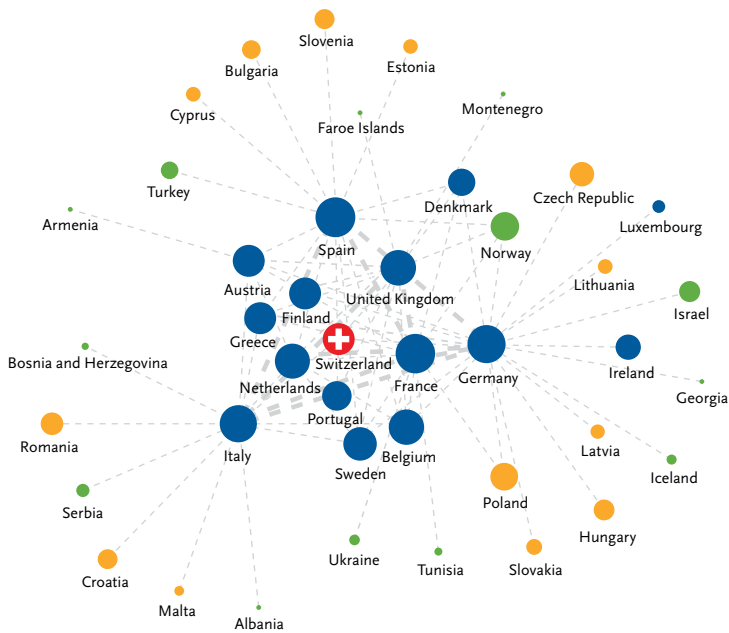 Slovenia
Bulgaria
Estonia
Cyprus
Faroe Islands
Montenegro
Turkey
Denkmark
Czech Republic
Armenia
Luxembourg
Spain
Norway
Austria
United Kingdom
Lithuania
Finland
Israel
Greece
Bosnia and Herzegovina
Switzerland
Netherlands
France
Germany
Ireland
Georgia
Portugal
Romania
Italy
Sweden
Belgium
Latvia
Iceland
Serbia
Poland
Hungary
Croatia
Ukraine
Tunisia
Slovakia
Malta
Albania